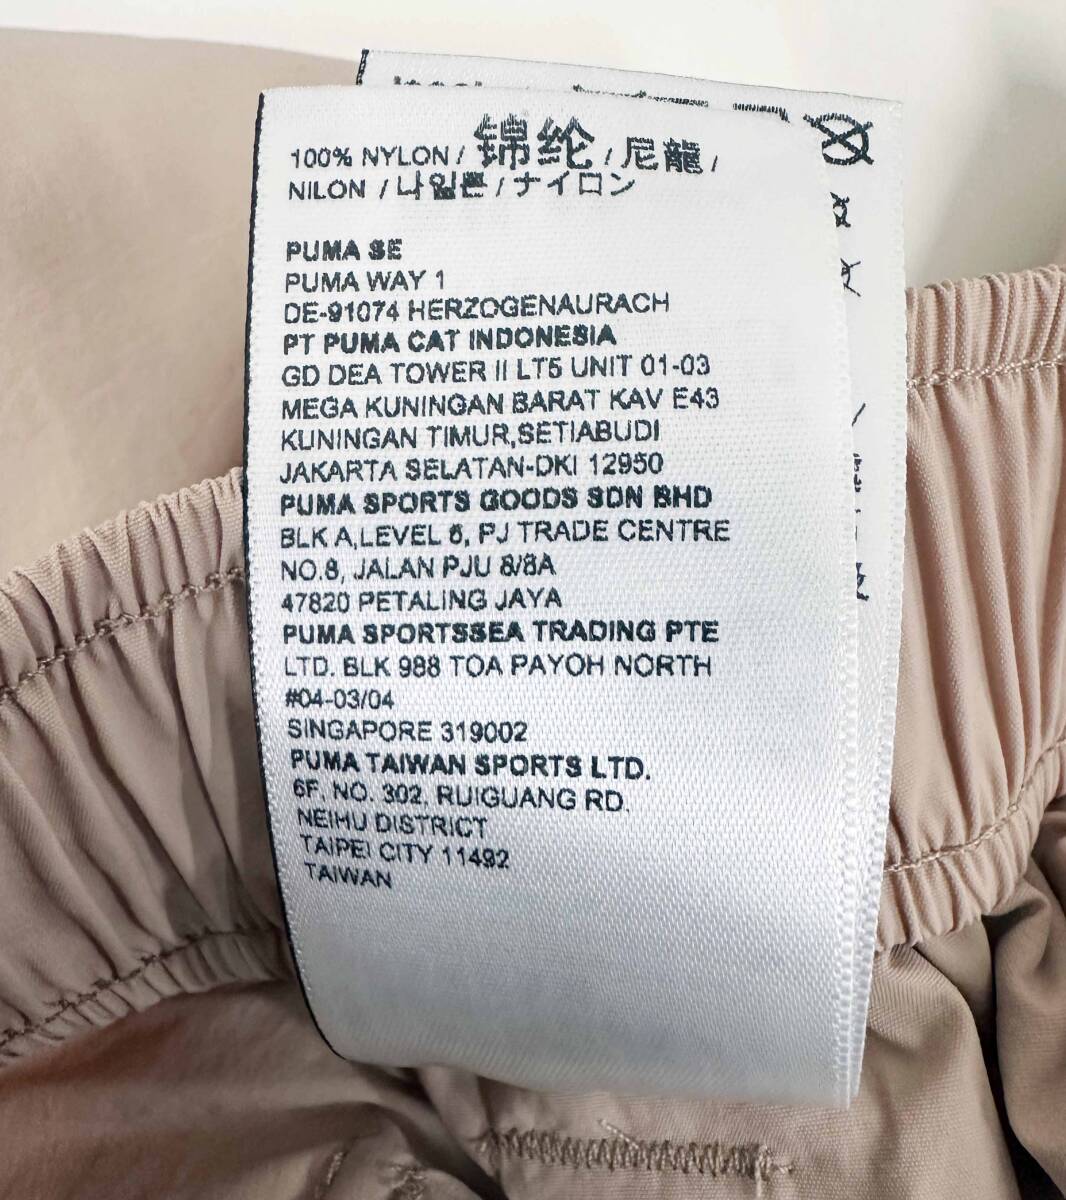 100% NYLON / 锦纶 / 尼龍 /
NILON / 나일론 / ナイロン
PUMA SE
PUMA WAY 1
DE-91074 HERZOGENAURACH
PT PUMA CAT INDONESIA
GD DEA TOWER II LT5 UNIT 01-03
MEGA KUNINGAN BARAT KAV E43
KUNINGAN TIMUR,SETIABUDI
JAKARTA SELATAN-DKI 12950
PUMA SPORTS GOODS SDN BHD
BLK A,LEVEL 6, PJ TRADE CENTRE
NO.8, JALAN PJU 8/8A
47820 PETALING JAYA
PUMA SPORTSSEA TRADING PTE
LTD. BLK 988 TOA PAYOH NORTH
#04-03/04
SINGAPORE 319002
PUMA TAIWAN SPORTS LTD.
6F. NO. 302. RUIGUANG RD.
NEIHU DISTRICT
TAIPEI CITY 11492
TAIWAN